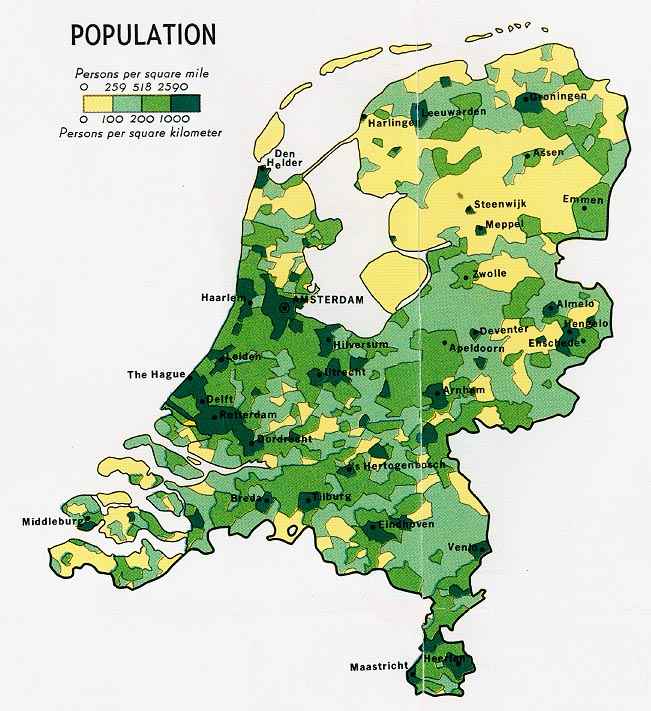 POPULATION
Persons per square mile
0 259 518 2590
0 100 200 1000
Persons per square kilometer
Groningen
Leeuwarden
Harlingen
Assen
Den
Helder
Steenwijk
Emmen
Meppel
Zwolle
Haarlem
AMSTERDAM
Almelo
Hengelo
Deventer
Enschede
Hilversum
Apeldoorn
Leiden
The Hague
Utrecht
Arnhem
Delft
Rotterdam
Dordrecht
's Hertogenbosch
Breda
Tilburg
Middleburg
Eindhoven
Venlo
Heerlen
Maastricht